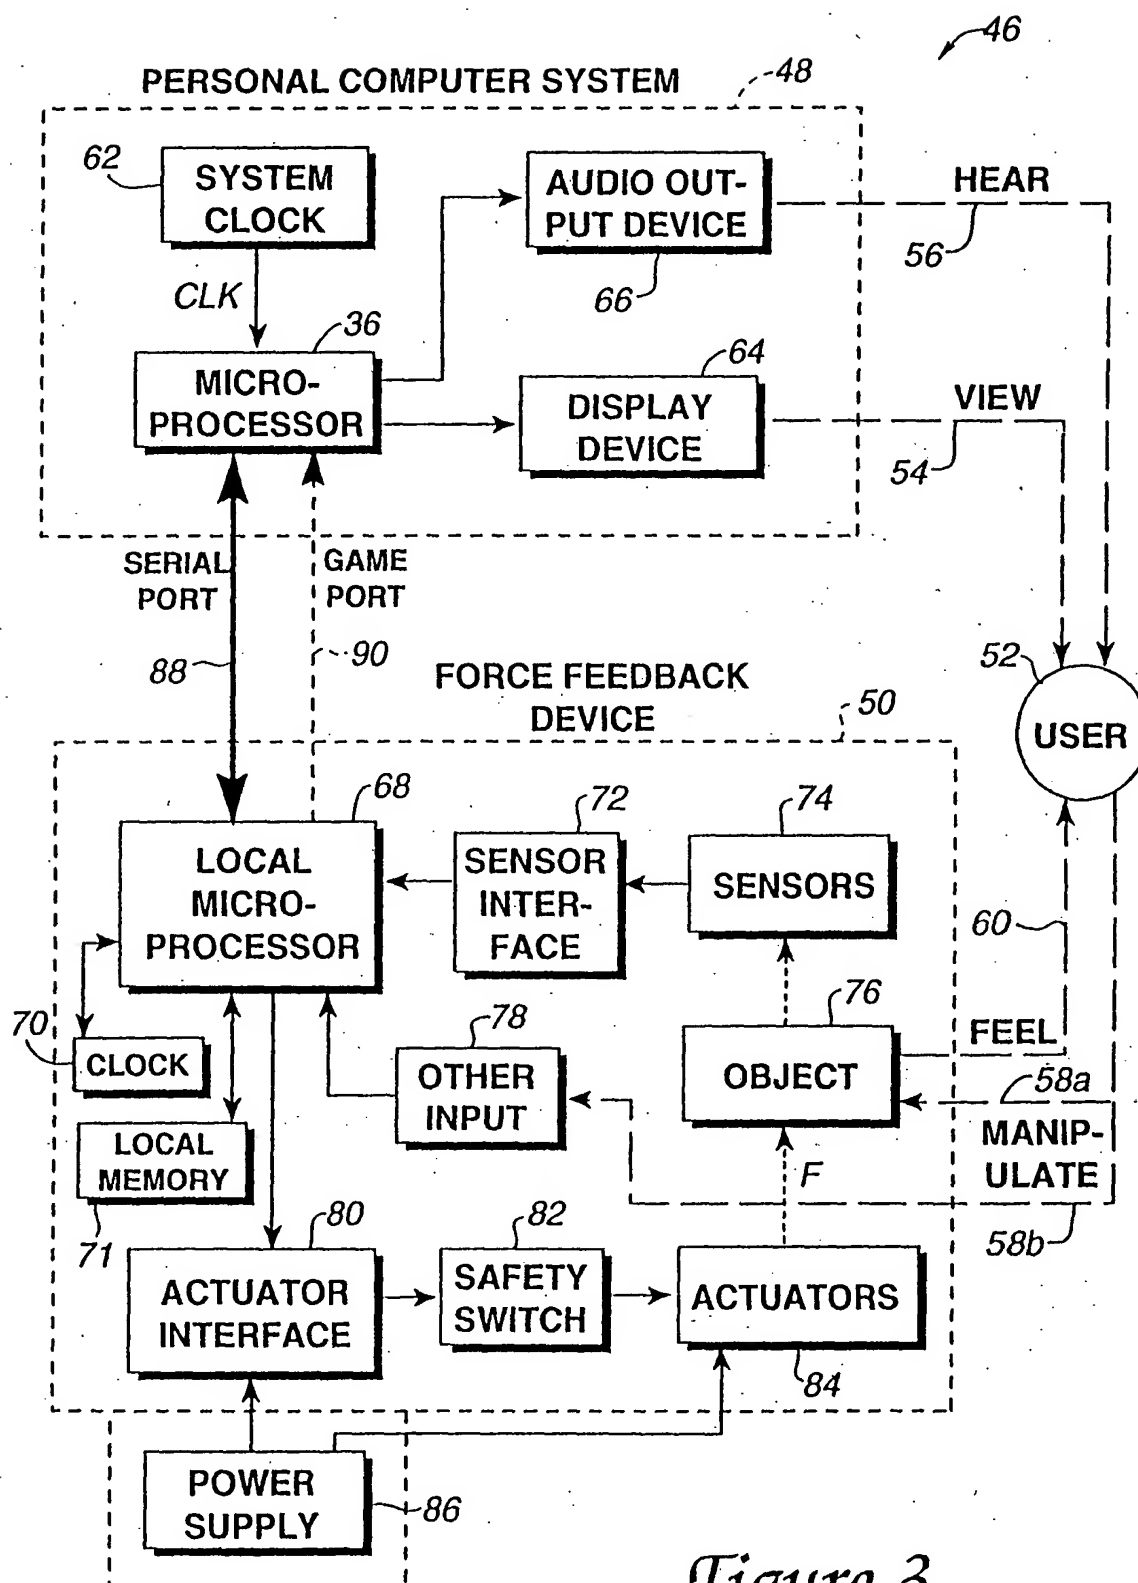 46
PERSONAL COMPUTER SYSTEM
48
62
SYSTEM
CLOCK
AUDIO OUT-
PUT DEVICE
66
HEAR
56
CLK
36
MICRO-
PROCESSOR
64
DISPLAY
DEVICE
VIEW
54
SERIAL
PORT
GAME
PORT
88
90
FORCE FEEDBACK
DEVICE
50
52
USER
68
LOCAL
MICRO-
PROCESSOR
72
SENSOR
INTER-
FACE
74
SENSORS
60
70
CLOCK
78
OTHER
INPUT
76
OBJECT
FEEL
58a
MANIP-
ULATE
58b
LOCAL
MEMORY
71
F
80
ACTUATOR
INTERFACE
82
SAFETY
SWITCH
ACTUATORS
84
POWER
SUPPLY
86
Figure 3